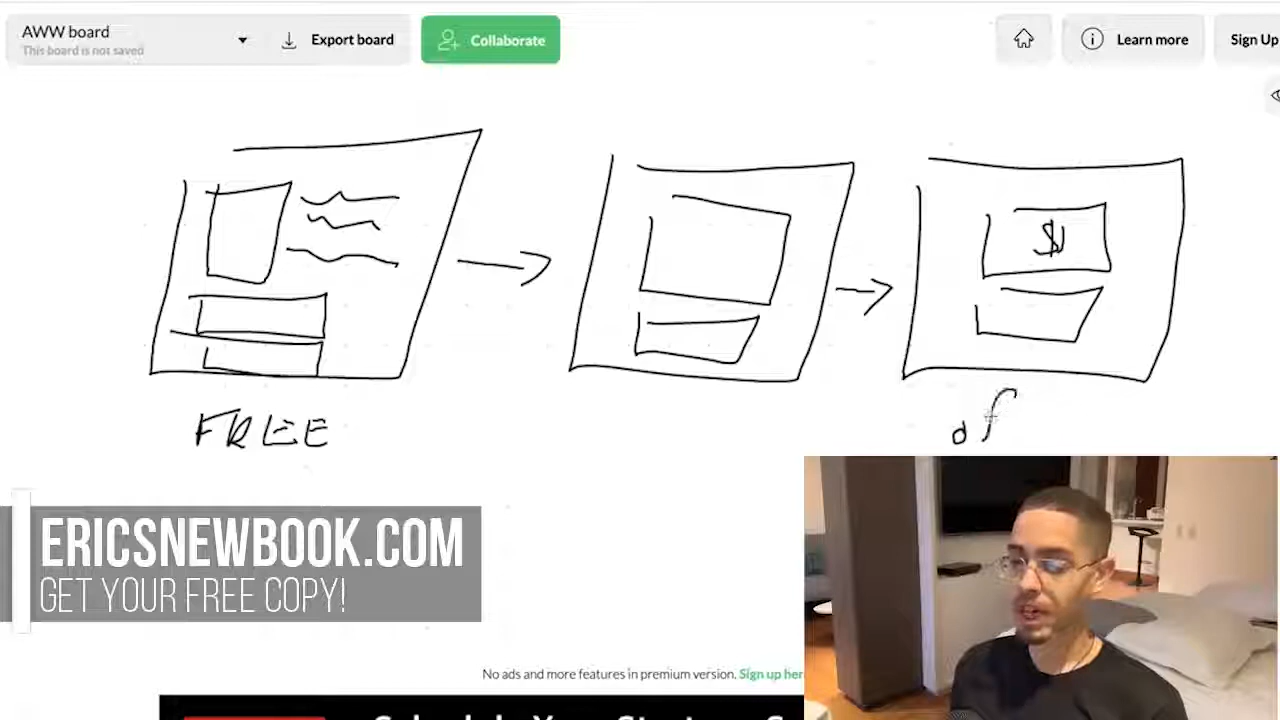 AWW board
This board is not saved
Export board
Collaborate
Learn more
Sign Up
$
FREE
of
ERICSNEWBOOK.COM
GET YOUR FREE COPY!
No ads and more features in premium version. Sign up her